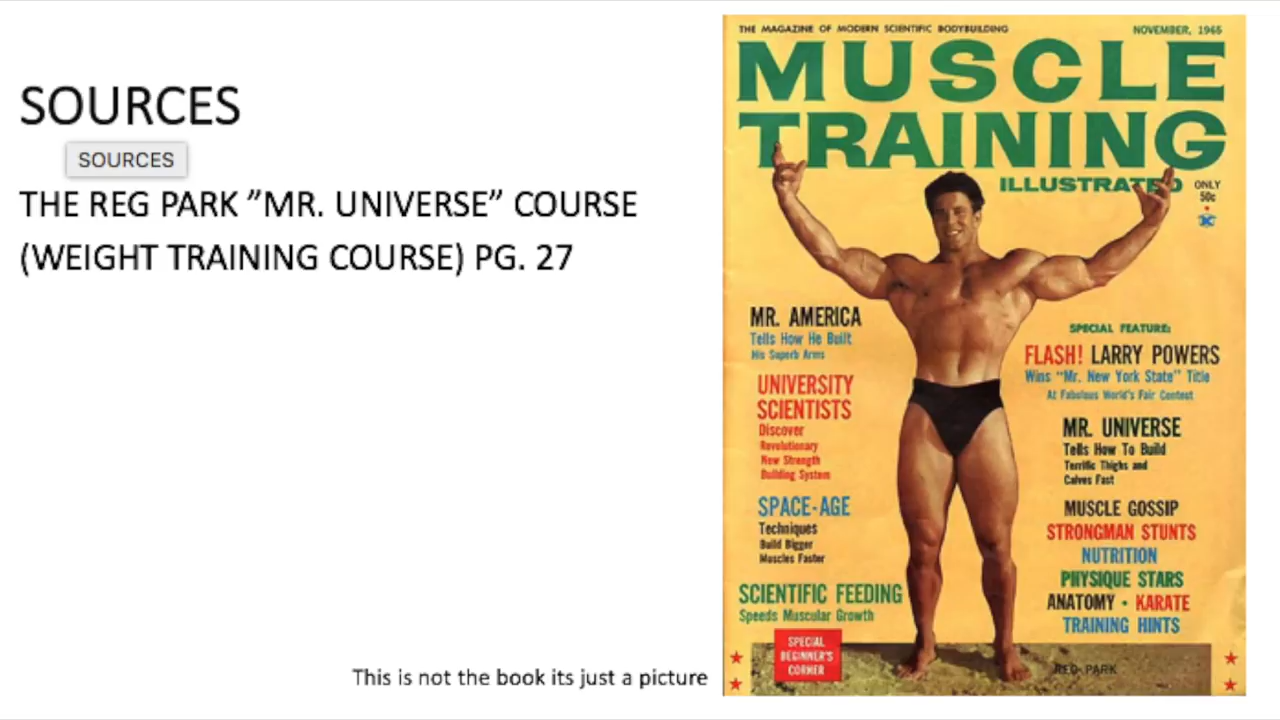 SOURCES
SOURCES
THE REG PARK ”MR. UNIVERSE” COURSE
(WEIGHT TRAINING COURSE) PG. 27
This is not the book its just a picture
THE MAGAZINE OF MODERN SCIENTIFIC BODYBUILDING
NOVEMBER, 1965
MUSCLE
TRAINING
ILLUSTRATED
ONLY
50c
MR. AMERICA
Tells How He Built
His Superb Arms
UNIVERSITY
SCIENTISTS
Discover
Revolutionary
New Strength
Building System
SPACE-AGE
Techniques
Build Bigger
Muscles Faster
SCIENTIFIC FEEDING
Speeds Muscular Growth
SPECIAL
BEGINNER'S
CORNER
SPECIAL FEATURE:
FLASH! LARRY POWERS
Wins "Mr. New York State" Title
At Fabulous World's Fair Contest
MR. UNIVERSE
Tells How To Build
Terrific Thighs and
Calves Fast
MUSCLE GOSSIP
STRONGMAN STUNTS
NUTRITION
PHYSIQUE STARS
ANATOMY • KARATE
TRAINING HINTS
REG PARK